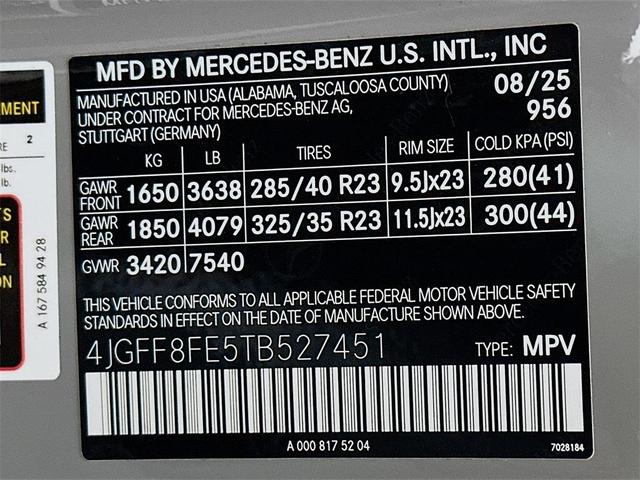 MFD BY MERCEDES-BENZ U.S. INTL., INC
MANUFACTURED IN USA (ALABAMA, TUSCALOOSA COUNTY) 08/25
UNDER CONTRACT FOR MERCEDES-BENZ AG, 956
STUTTGART (GERMANY)
KG LB TIRES RIM SIZE COLD KPA (PSI)
GAWR FRONT 1650 3638 285/40 R23 9.5Jx23 280(41)
GAWR REAR 1850 4079 325/35 R23 11.5Jx23 300(44)
GVWR 3420 7540
THIS VEHICLE CONFORMS TO ALL APPLICABLE FEDERAL MOTOR VEHICLE SAFETY
STANDARDS IN EFFECT ON THE DATE OF MANUFACTURE SHOWN ABOVE.
4JGFF8FE5TB527451 TYPE: MPV
A 000 817 52 04
7028184
2
lbs.
lb.
A 167 584 94 28